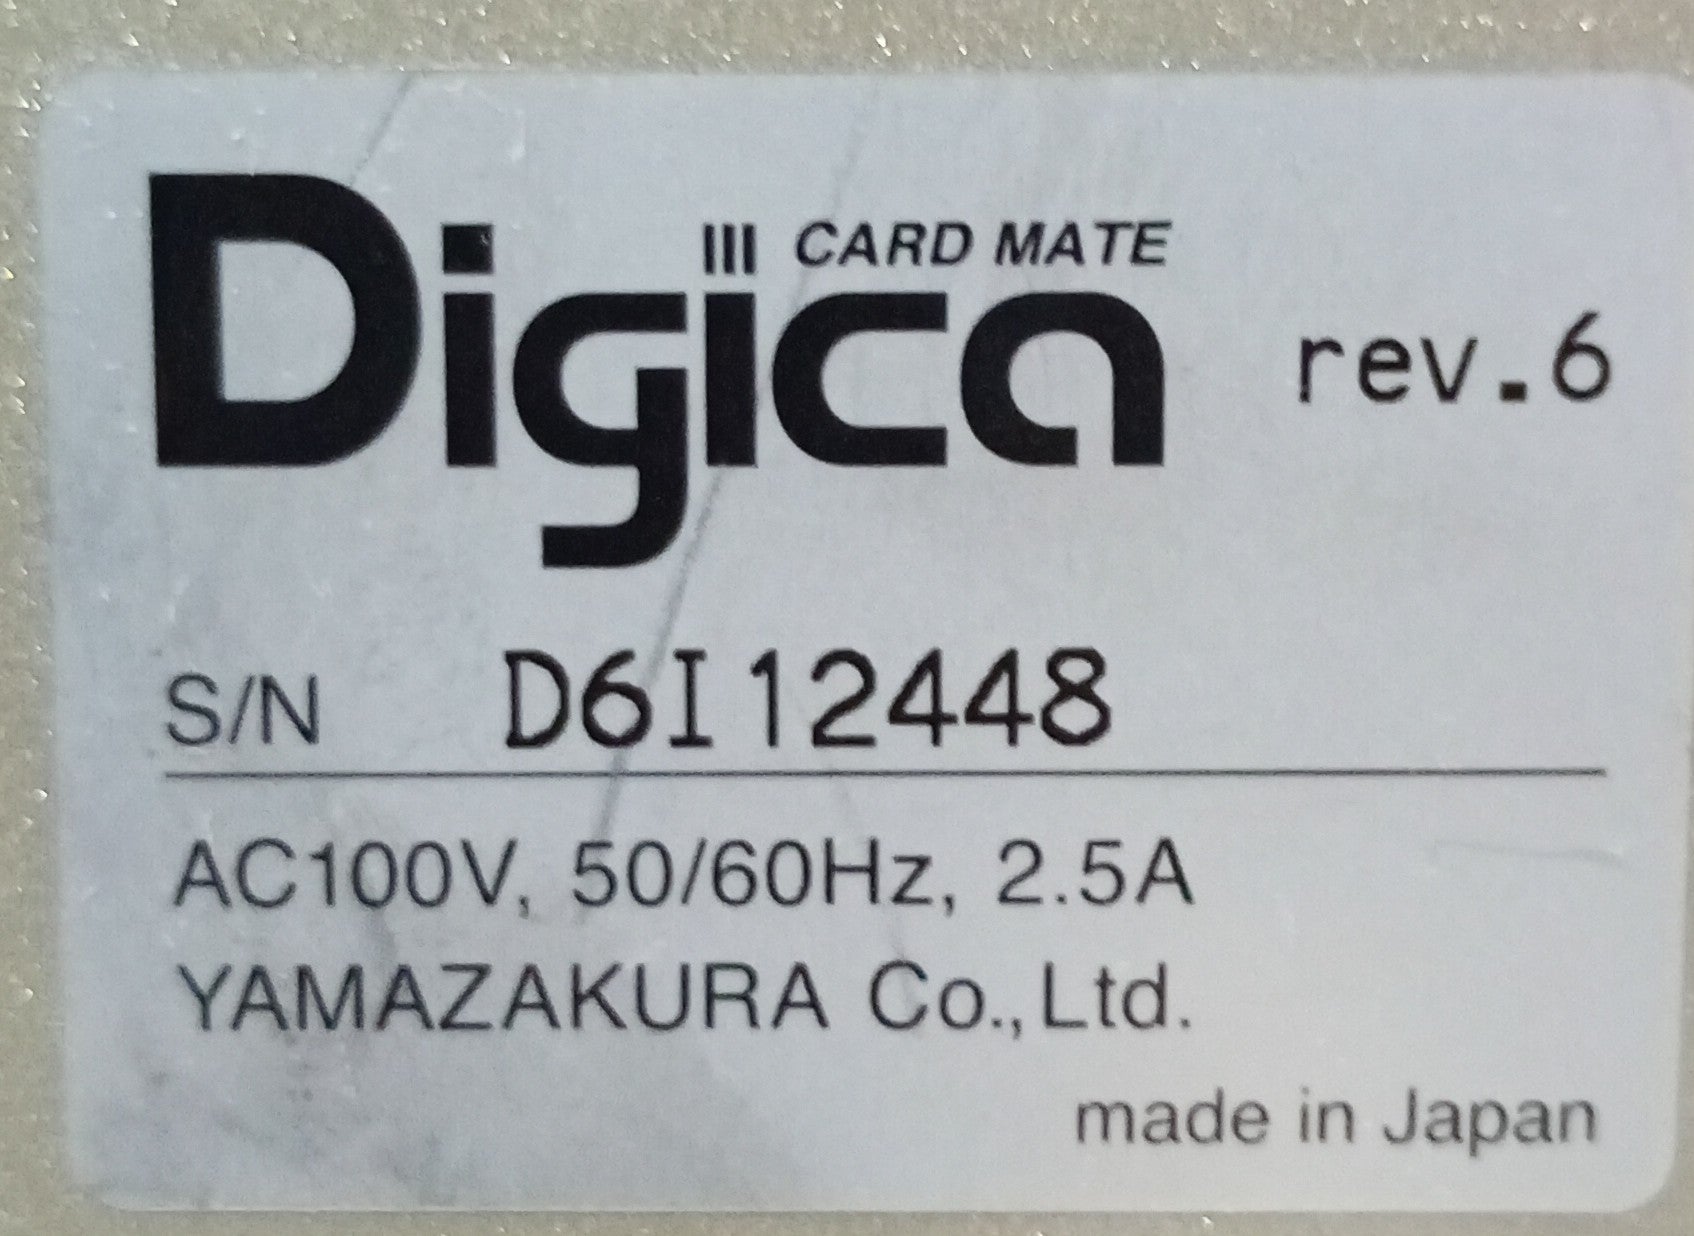 Digica III CARD MATE rev.6
S/N D6I12448
AC100V, 50/60Hz, 2.5A
YAMAZAKURA Co.,Ltd.
made in Japan